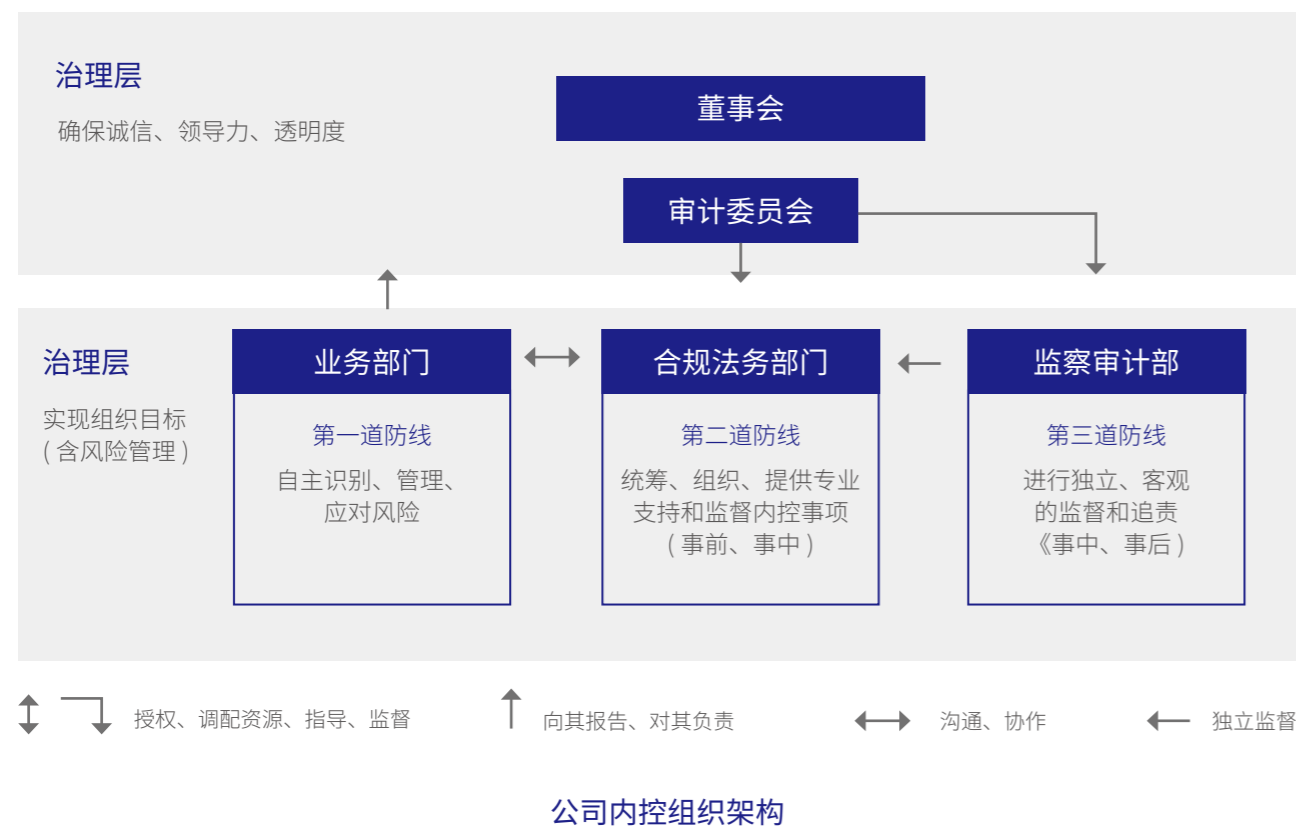 治理层
确保诚信、领导力、透明度
董事会
审计委员会
治理层
实现组织目标
( 含风险管理 )
业务部门
第一道防线
自主识别、管理、
应对风险
合规法务部门
第二道防线
统筹、组织、提供专业
支持和监督内控事项
( 事前、事中 )
监察审计部
第三道防线
进行独立、客观
的监督和追责
《事中、事后 )
授权、调配资源、指导、监督
向其报告、对其负责
沟通、协作
独立监督
公司内控组织架构